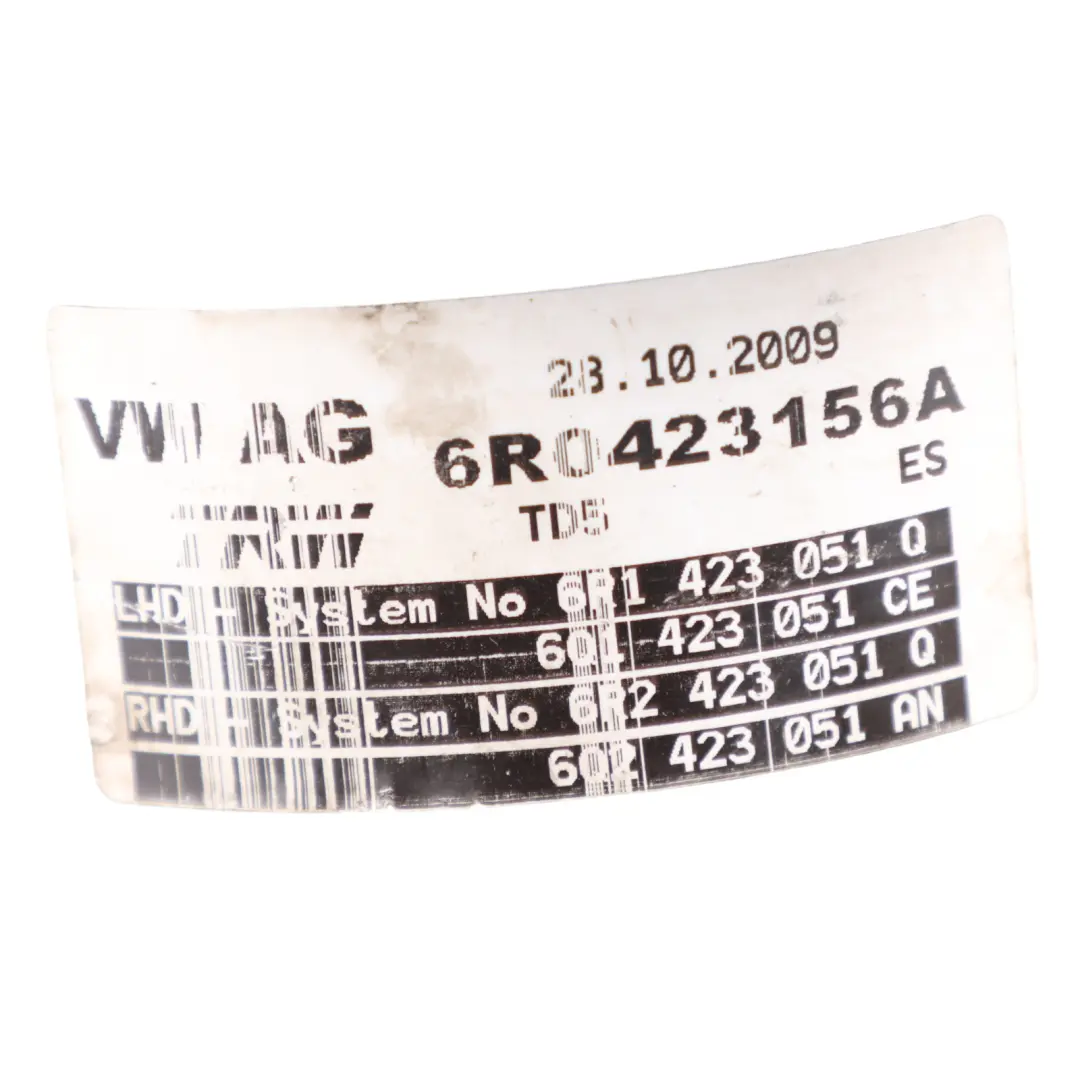 28.10.2009
VW AG 6R0423156A
TRW TD5 ES
LHD - System No 6R1 423 051 Q
6Q1 423 051 CE
RHD - System No 6R2 423 051 Q
6Q2 423 051 AN